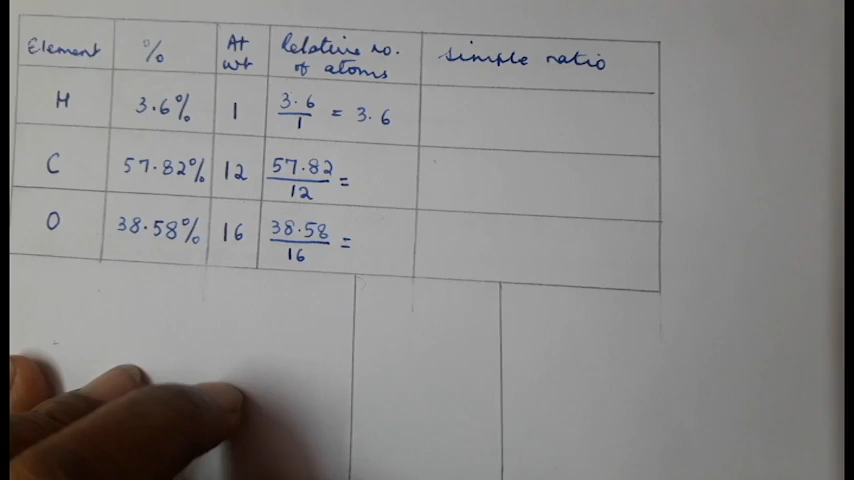 Element % At wt Relative no. of atoms simple ratio
H 3.6% 1 3.6/1 = 3.6
C 57.82% 12 57.82/12 =
O 38.58% 16 38.58/16 =